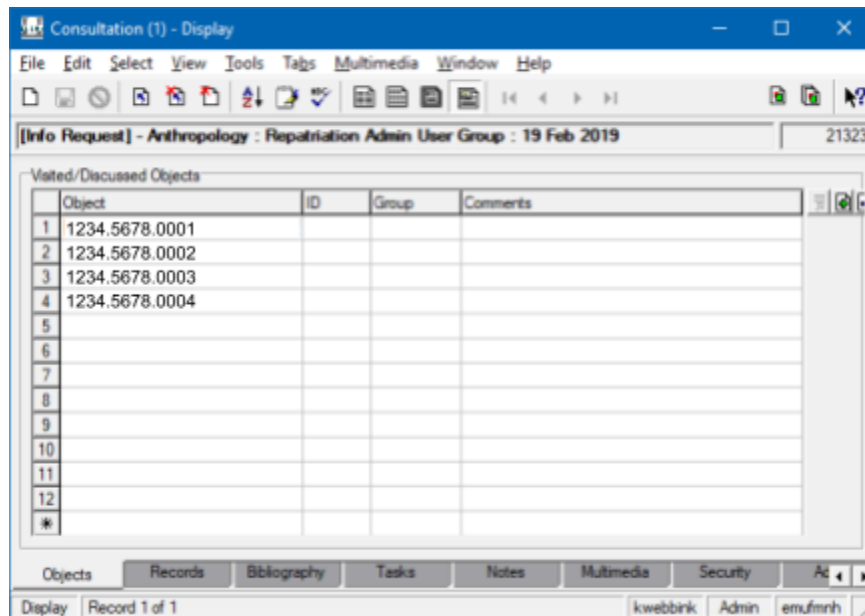 Consultation (1) - Display
File Edit Select View Tools Tabs Multimedia Window Help
[Info Request] - Anthropology : Repatriation Admin User Group : 19 Feb 2019 21323
Visited/Discussed Objects
Object ID Group Comments
1 1234.5678.0001
2 1234.5678.0002
3 1234.5678.0003
4 1234.5678.0004
5
6
7
8
9
10
11
12
*
Objects Records Bibliography Tasks Notes Multimedia Security
Display Record 1 of 1 kwebbink Admin emufmnh